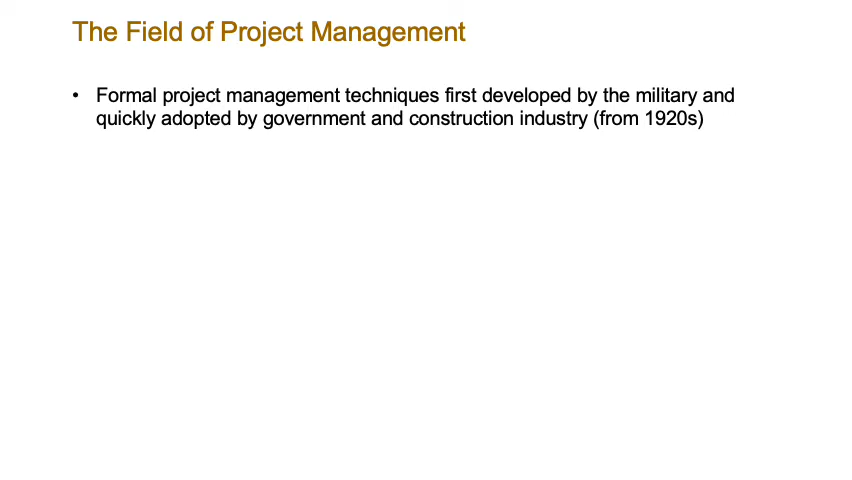 The Field of Project Management
• Formal project management techniques first developed by the military and
quickly adopted by government and construction industry (from 1920s)